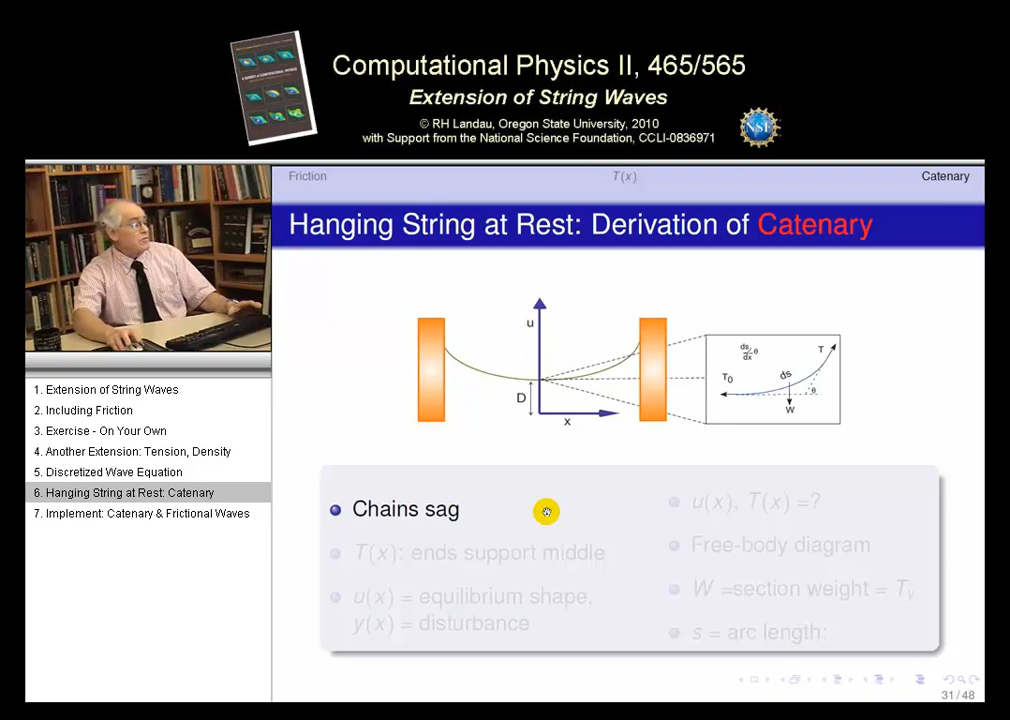 Computational Physics II, 465/565
Extension of String Waves
© RH Landau, Oregon State University, 2010
with Support from the National Science Foundation, CCLI-0836971
NSF
Friction T(x) Catenary
Hanging String at Rest: Derivation of Catenary
u
D
x
ds/dx θ
T
T0
ds
θ
W
1. Extension of String Waves
2. Including Friction
3. Exercise - On Your Own
4. Another Extension: Tension, Density
5. Discretized Wave Equation
6. Hanging String at Rest: Catenary
7. Implement: Catenary & Frictional Waves
Chains sag
T(x): ends support middle
u(x) = equilibrium shape,
y(x) = disturbance
u(x), T(x) =?
Free-body diagram
W =section weight = Ty
s = arc length:
31 / 48